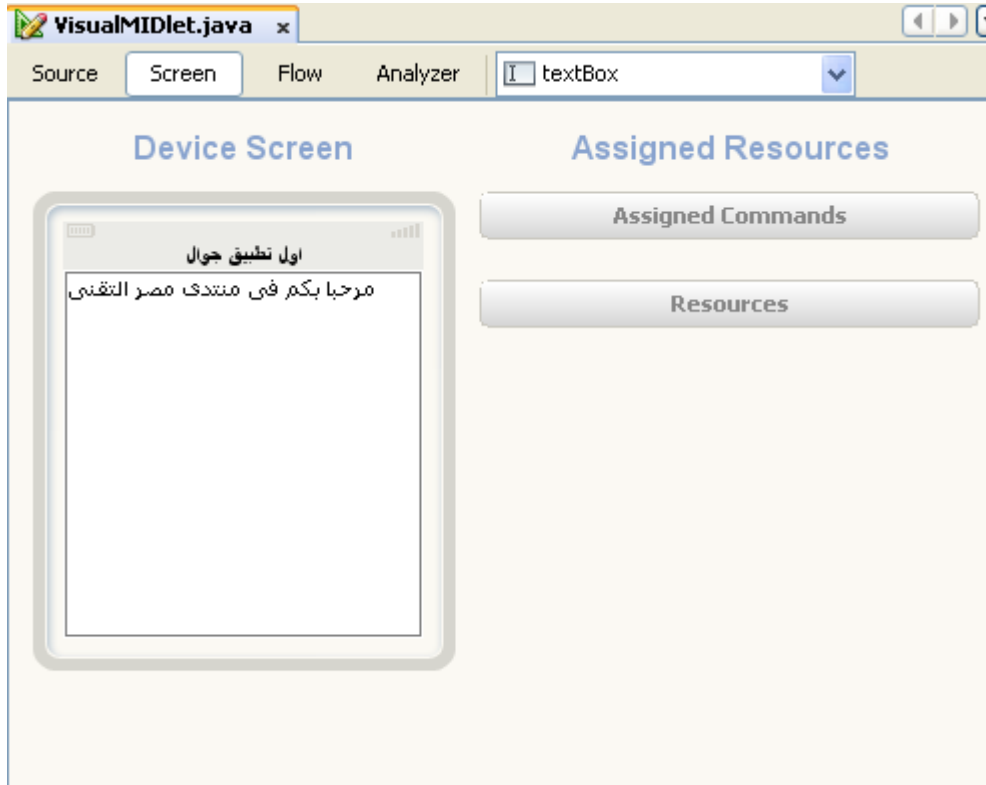 VisualMIDlet.java x
Source Screen Flow Analyzer textBox
Device Screen
Assigned Resources
Assigned Commands
Resources
اول تطبيق جوال
مرحبا بكم فى منتدى مصر التقنى